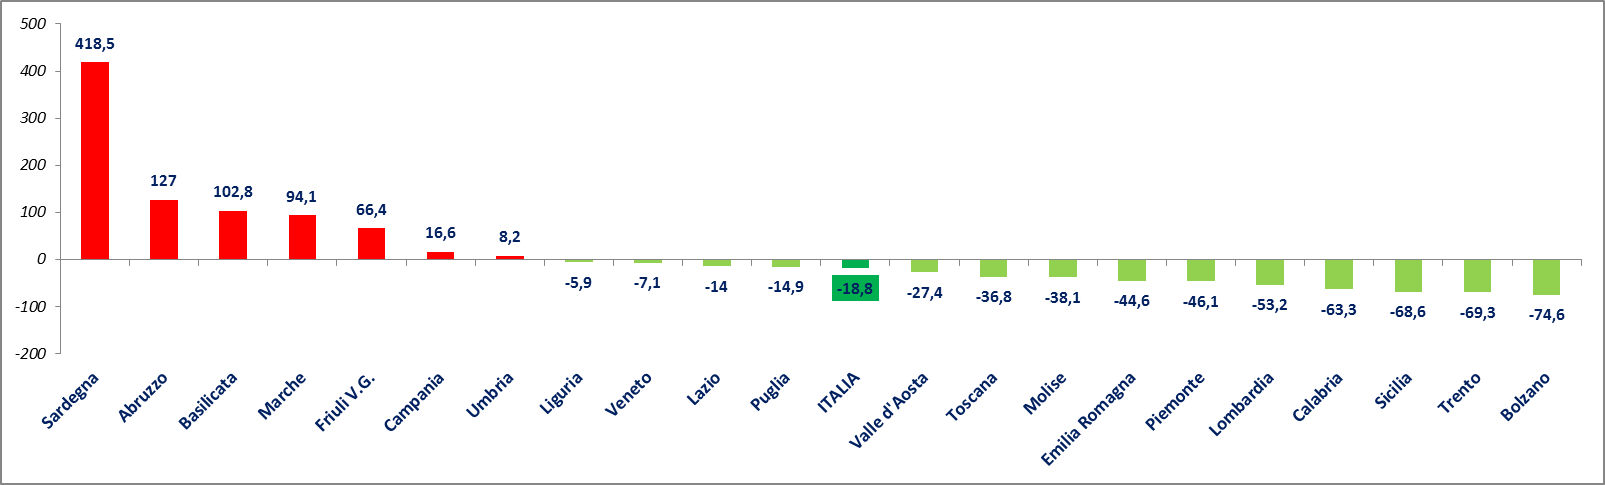 500
400
300
200
100
0
-100
-200
418,5
127
102,8
94,1
66,4
16,6
8,2
-5,9
-7,1
-14
-14,9
-18,8
-27,4
-36,8
-38,1
-44,6
-46,1
-53,2
-63,3
-68,6
-69,3
-74,6
Sardegna
Abruzzo
Basilicata
Marche
Friuli V.G.
Campania
Umbria
Liguria
Veneto
Lazio
Puglia
ITALIA
Valle d'Aosta
Toscana
Molise
Emilia Romagna
Piemonte
Lombardia
Calabria
Sicilia
Trento
Bolzano